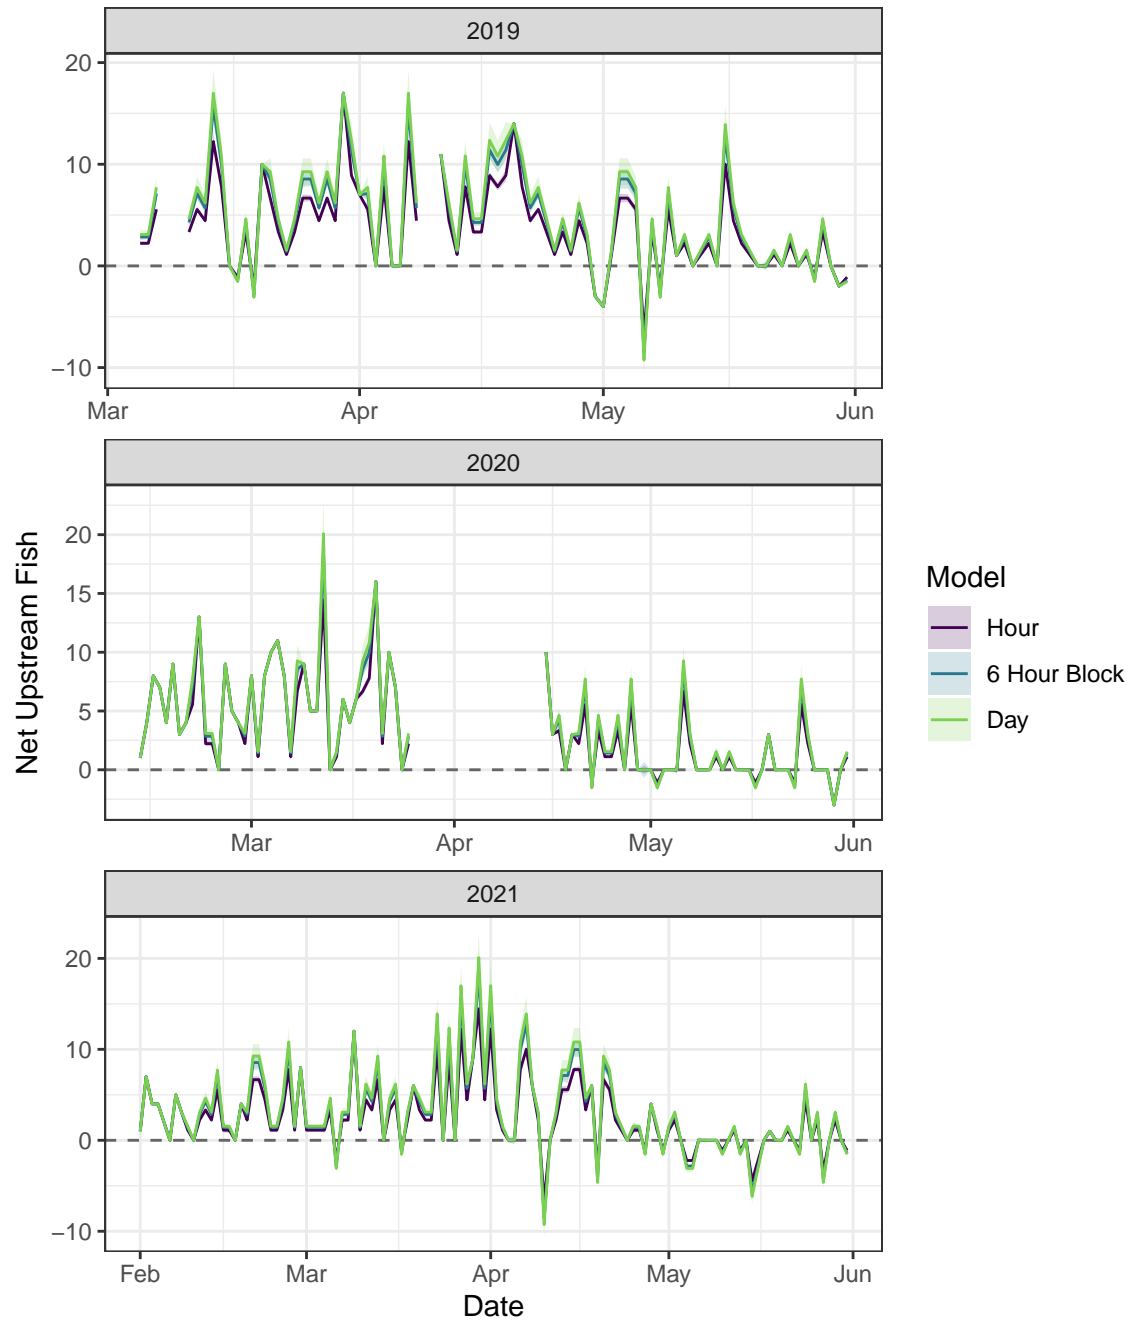 2019
20
10
0
−10
Mar Apr May Jun
2020
20
15
10
5
0
Mar Apr May Jun
2021
20
10
0
−10
Feb Mar Apr May Jun
Date
Net Upstream Fish
Model
Hour
6 Hour Block
Day